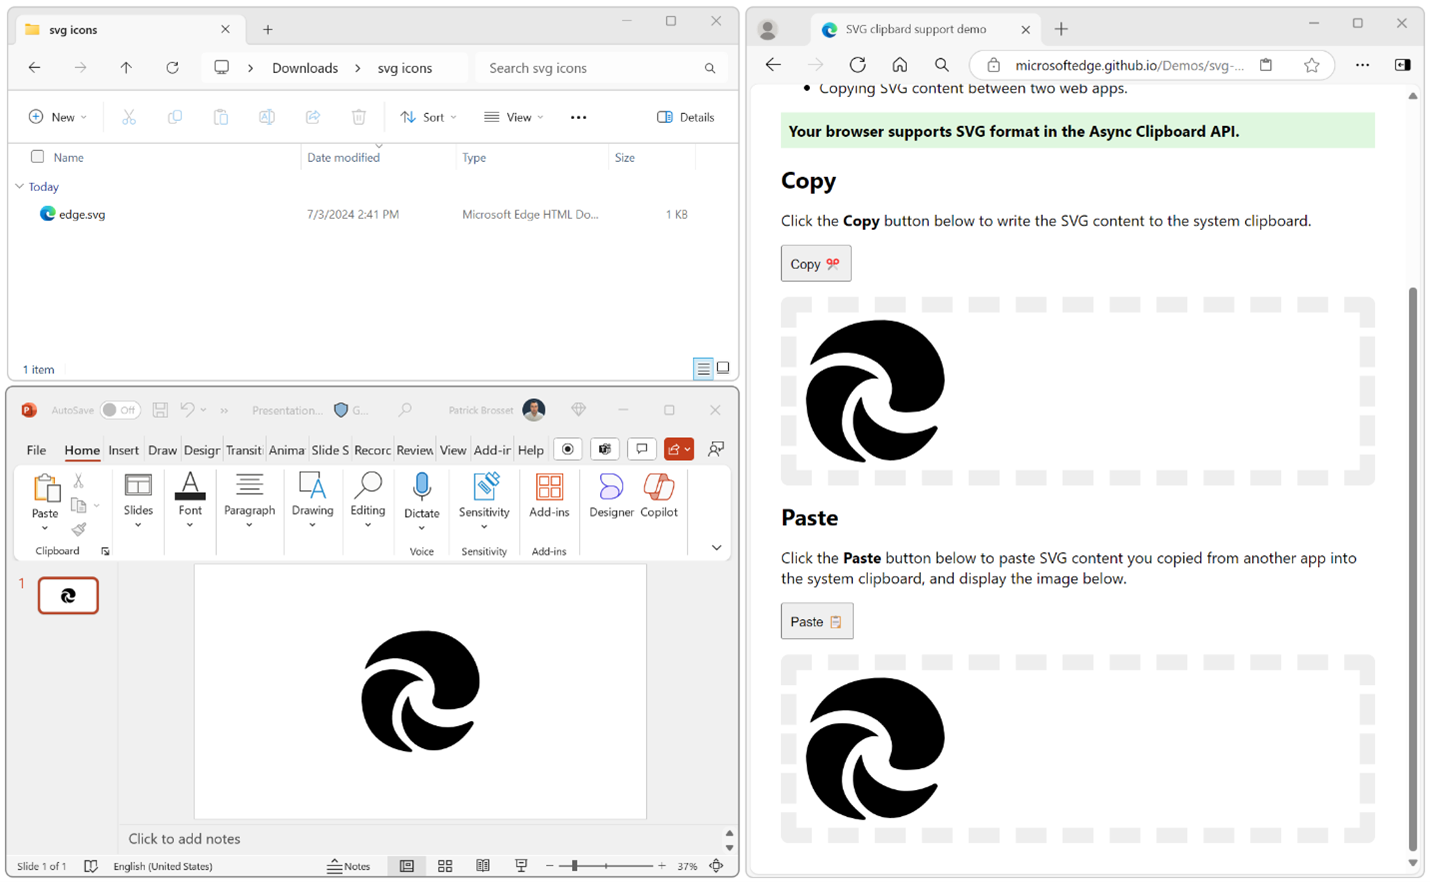 svg icons
Downloads
svg icons
Search svg icons
New
Sort
View
Details
Name
Date modified
Type
Size
Today
edge.svg
7/3/2024 2:41 PM
Microsoft Edge HTML Do...
1 KB
1 item
AutoSave
Off
Presentation...
G...
Patrick Brosset
File
Home
Insert
Draw
Design
Transiti
Anima
Slide S
Recorc
Review
View
Add-ir
Help
Paste
Slides
Font
Paragraph
Drawing
Editing
Dictate
Sensitivity
Add-ins
Designer
Copilot
Clipboard
Voice
Sensitivity
Add-ins
1
Click to add notes
Slide 1 of 1
English (United States)
Notes
37%
SVG clipbard support demo
microsoftedge.github.io/Demos/svg-...
Copying SVG content between two web apps.
Your browser supports SVG format in the Async Clipboard API.
Copy
Click the Copy button below to write the SVG content to the system clipboard.
Copy
Paste
Click the Paste button below to paste SVG content you copied from another app into
the system clipboard, and display the image below.
Paste